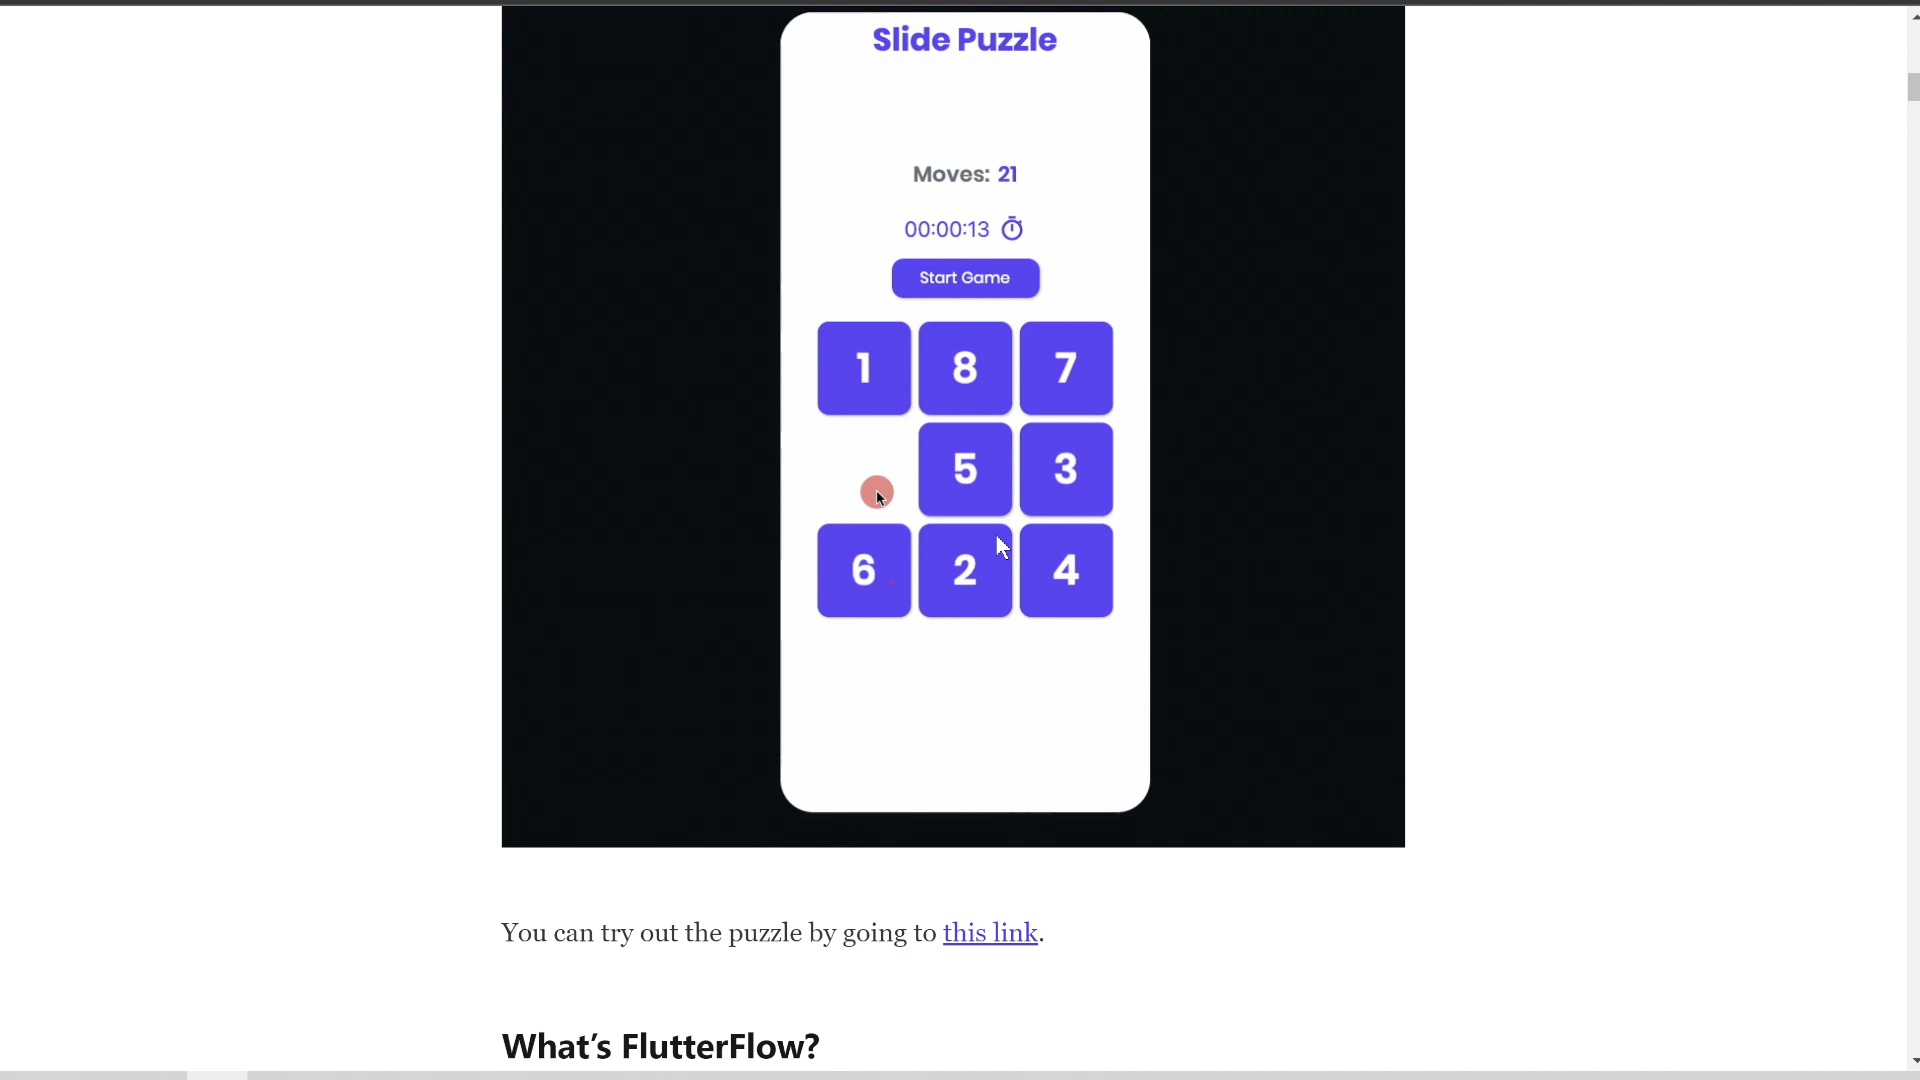 Slide Puzzle
Moves: 21
00:00:13
Start Game
1 8 7
5 3
6 2 4
You can try out the puzzle by going to this link.
What’s FlutterFlow?